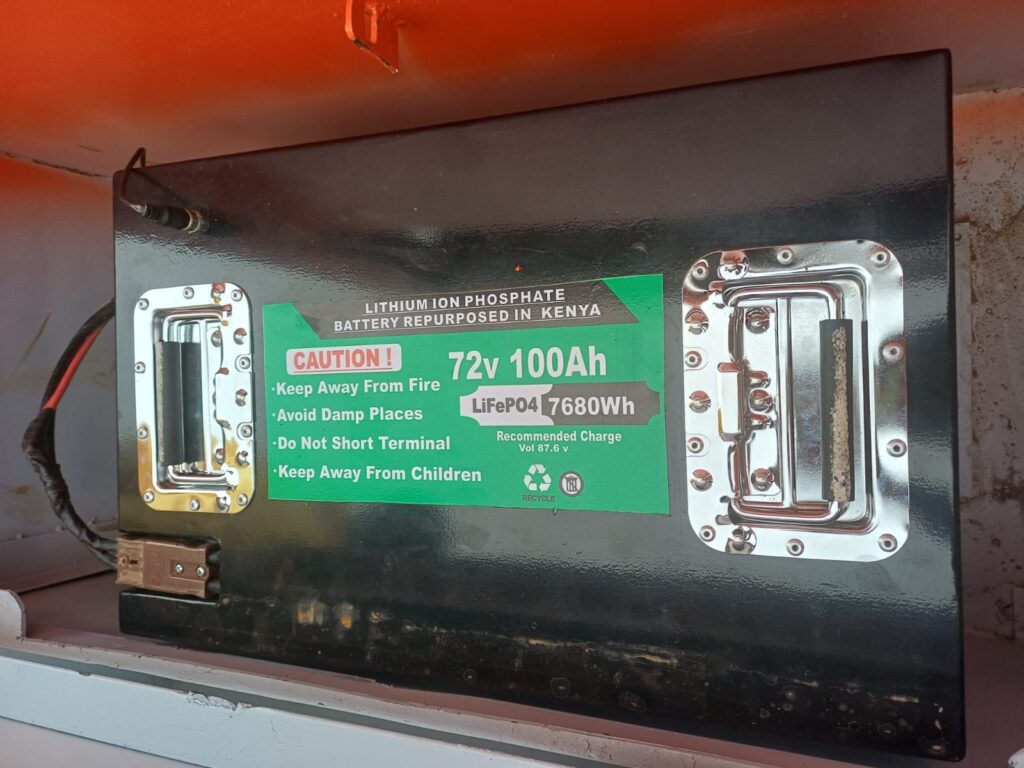 LITHIUM ION PHOSPHATE
BATTERY REPURPOSED IN KENYA
CAUTION !
·Keep Away From Fire
·Avoid Damp Places
·Do Not Short Terminal
·Keep Away From Children
72v 100Ah
LiFePO4 7680Wh
Recommended Charge
Vol 87.6 v
RECYCLE